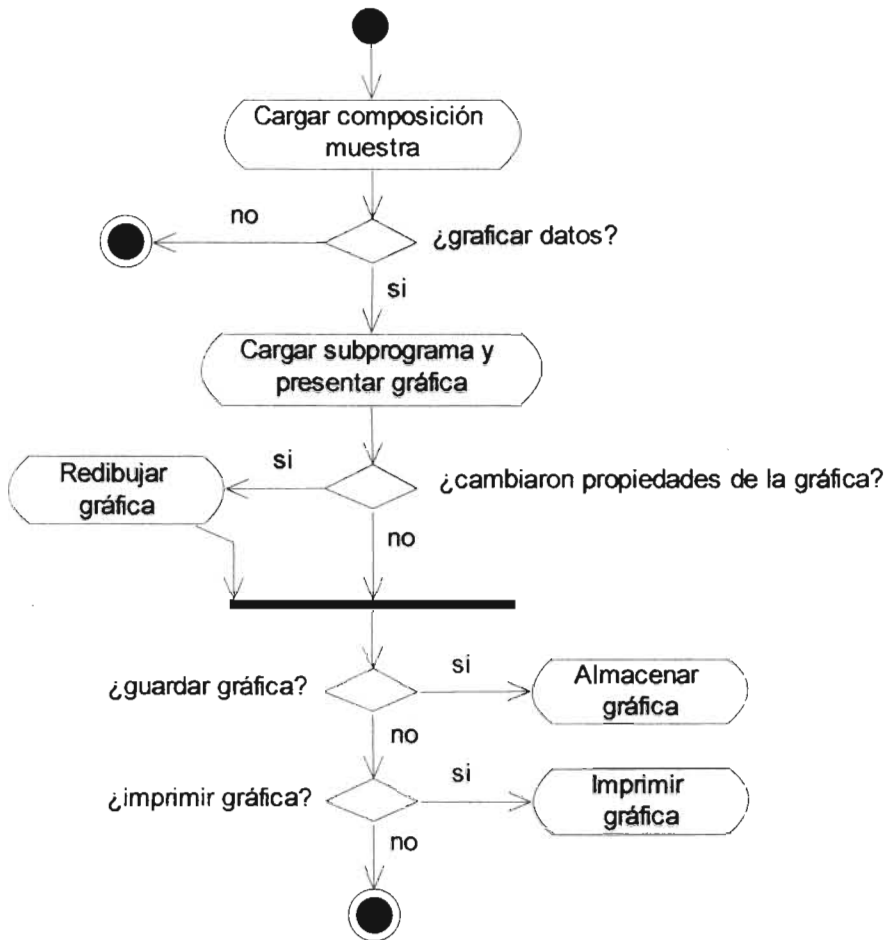 Cargar composición
muestra
no
¿graficar datos?
si
Cargar subprograma y
presentar gráfica
si
Redibujar
gráfica
¿cambiaron propiedades de la gráfica?
no
¿guardar gráfica?
si
Almacenar
gráfica
no
¿imprimir gráfica?
si
Imprimir
gráfica
no